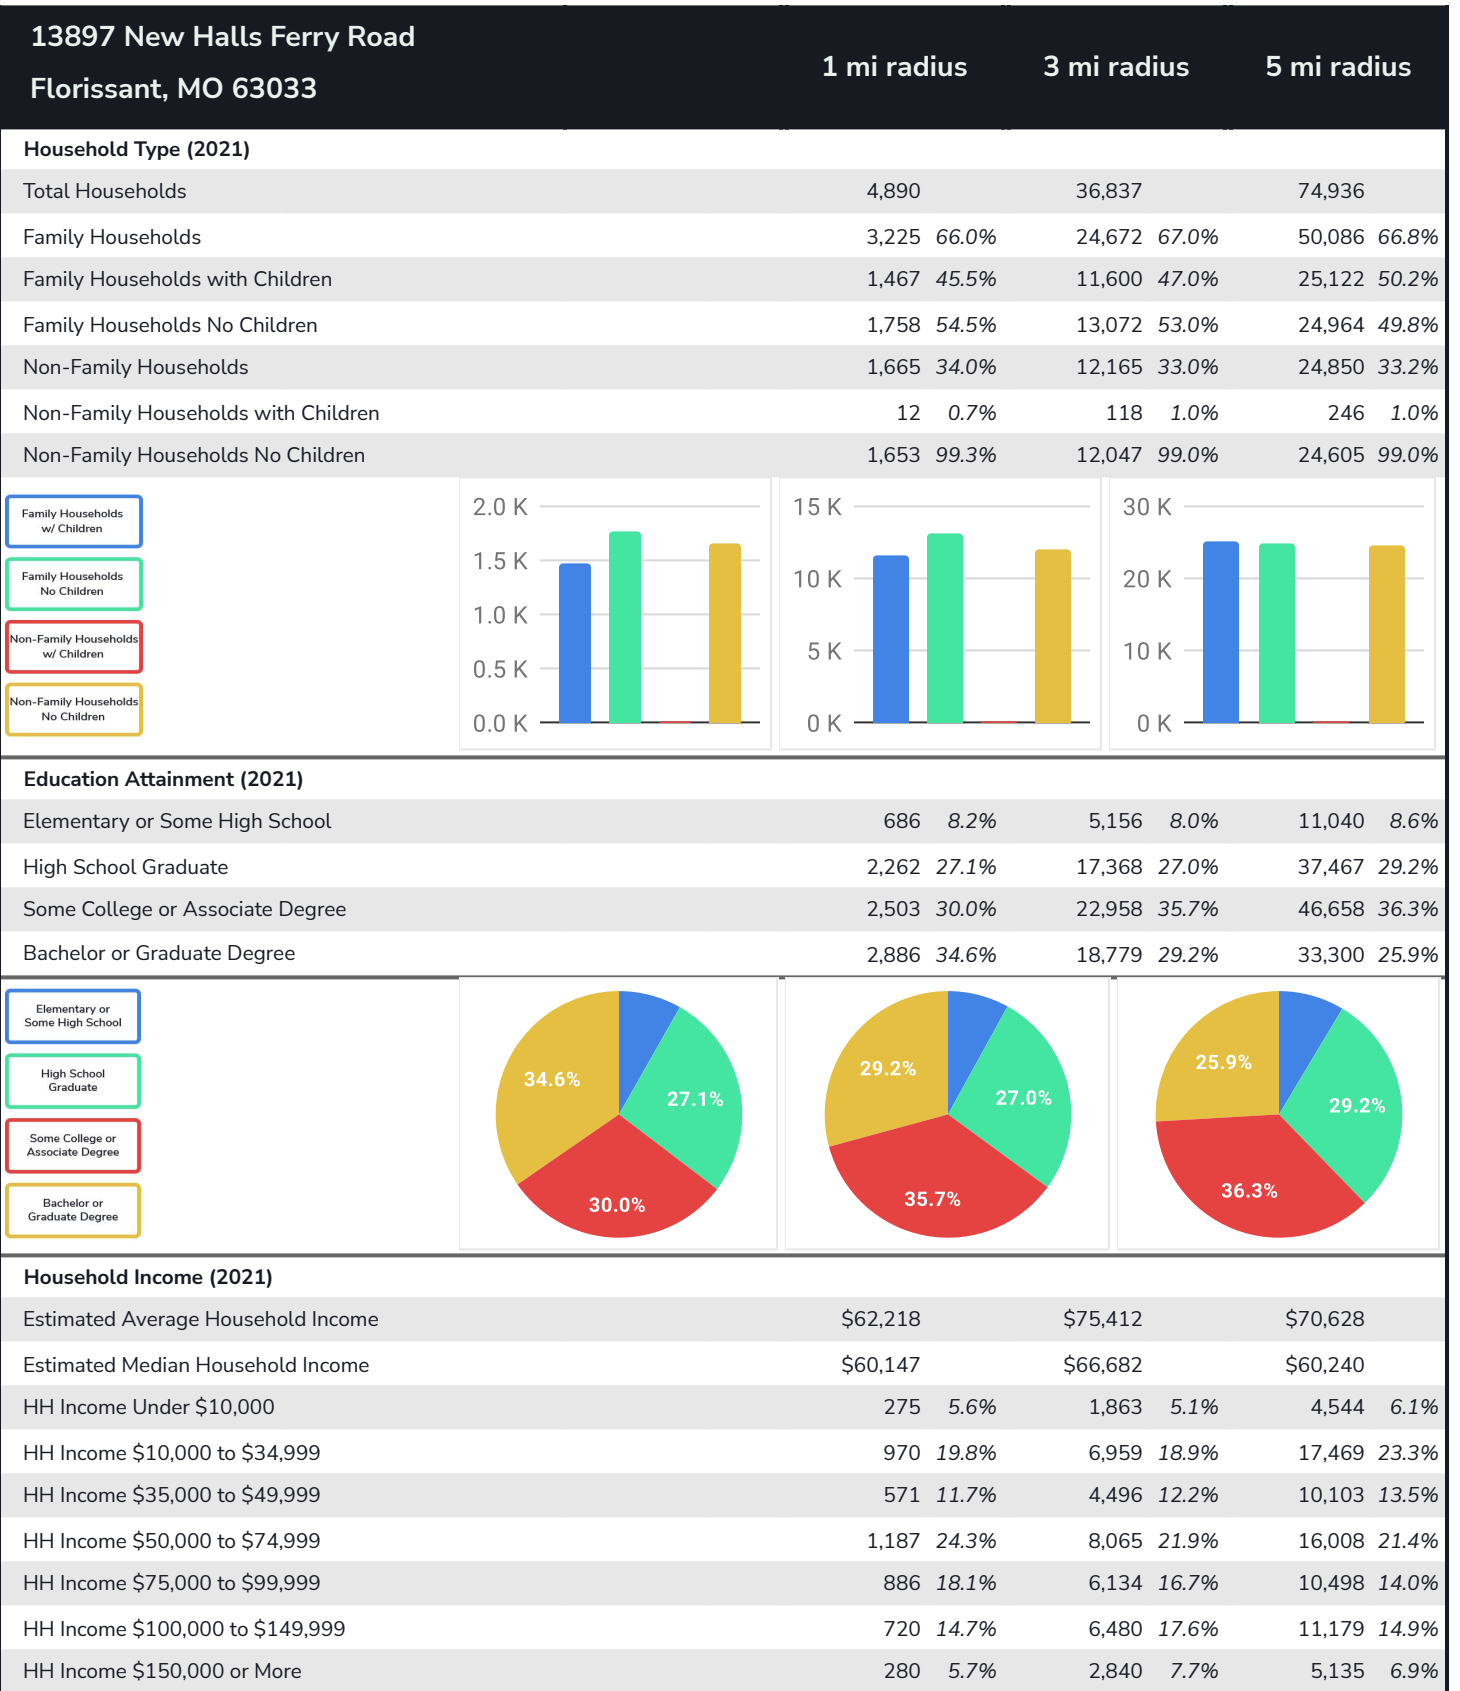 13897 New Halls Ferry Road
Florissant, MO 63033
1 mi radius 3 mi radius 5 mi radius
Household Type (2021)
Total Households 4,890 36,837 74,936
Family Households 3,225 66.0% 24,672 67.0% 50,086 66.8%
Family Households with Children 1,467 45.5% 11,600 47.0% 25,122 50.2%
Family Households No Children 1,758 54.5% 13,072 53.0% 24,964 49.8%
Non-Family Households 1,665 34.0% 12,165 33.0% 24,850 33.2%
Non-Family Households with Children 12 0.7% 118 1.0% 246 1.0%
Non-Family Households No Children 1,653 99.3% 12,047 99.0% 24,605 99.0%
Family Households
w/ Children
Family Households
No Children
Non-Family Households
w/ Children
Non-Family Households
No Children
2.0 K
1.5 K
1.0 K
0.5 K
0.0 K
15 K
10 K
5 K
0 K
30 K
20 K
10 K
0 K
Education Attainment (2021)
Elementary or Some High School 686 8.2% 5,156 8.0% 11,040 8.6%
High School Graduate 2,262 27.1% 17,368 27.0% 37,467 29.2%
Some College or Associate Degree 2,503 30.0% 22,958 35.7% 46,658 36.3%
Bachelor or Graduate Degree 2,886 34.6% 18,779 29.2% 33,300 25.9%
Elementary or
Some High School
High School
Graduate
Some College or
Associate Degree
Bachelor or
Graduate Degree
34.6%
27.1%
30.0%
29.2%
27.0%
35.7%
25.9%
29.2%
36.3%
Household Income (2021)
Estimated Average Household Income $62,218 $75,412 $70,628
Estimated Median Household Income $60,147 $66,682 $60,240
HH Income Under $10,000 275 5.6% 1,863 5.1% 4,544 6.1%
HH Income $10,000 to $34,999 970 19.8% 6,959 18.9% 17,469 23.3%
HH Income $35,000 to $49,999 571 11.7% 4,496 12.2% 10,103 13.5%
HH Income $50,000 to $74,999 1,187 24.3% 8,065 21.9% 16,008 21.4%
HH Income $75,000 to $99,999 886 18.1% 6,134 16.7% 10,498 14.0%
HH Income $100,000 to $149,999 720 14.7% 6,480 17.6% 11,179 14.9%
HH Income $150,000 or More 280 5.7% 2,840 7.7% 5,135 6.9%